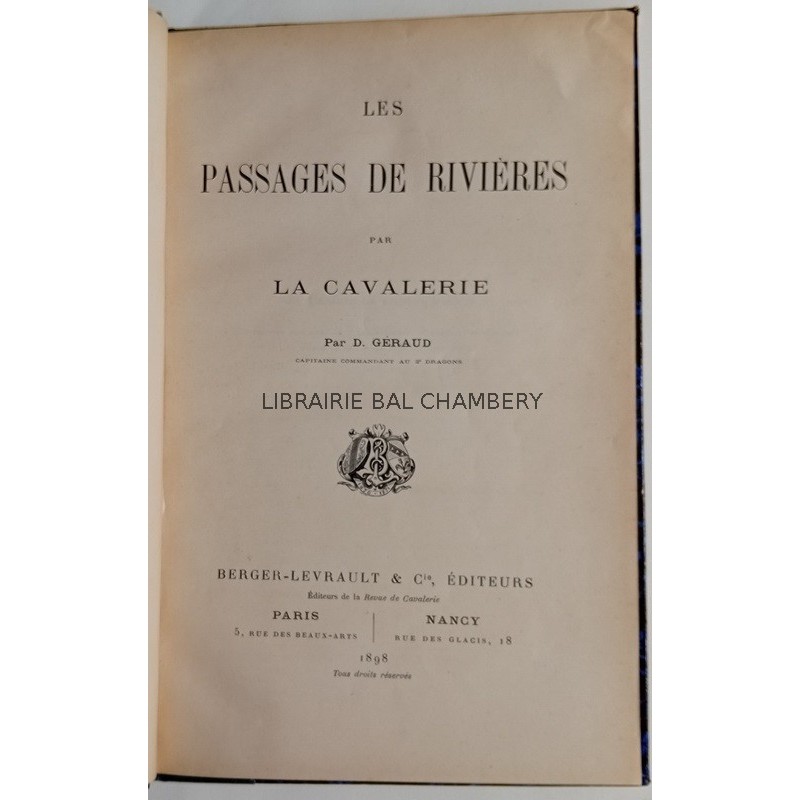 LES
PASSAGES DE RIVIÈRES
PAR
LA CAVALERIE
Par D. GÉRAUD
CAPITAINE COMMANDANT AU 2e DRAGONS
LIBRAIRIE BAL CHAMBERY
BERGER-LEVRAULT & Cie, ÉDITEURS
Éditeurs de la Revue de Cavalerie
PARIS
5, RUE DES BEAUX-ARTS
NANCY
RUE DES GLACIS, 18
1898
Tous droits réservés